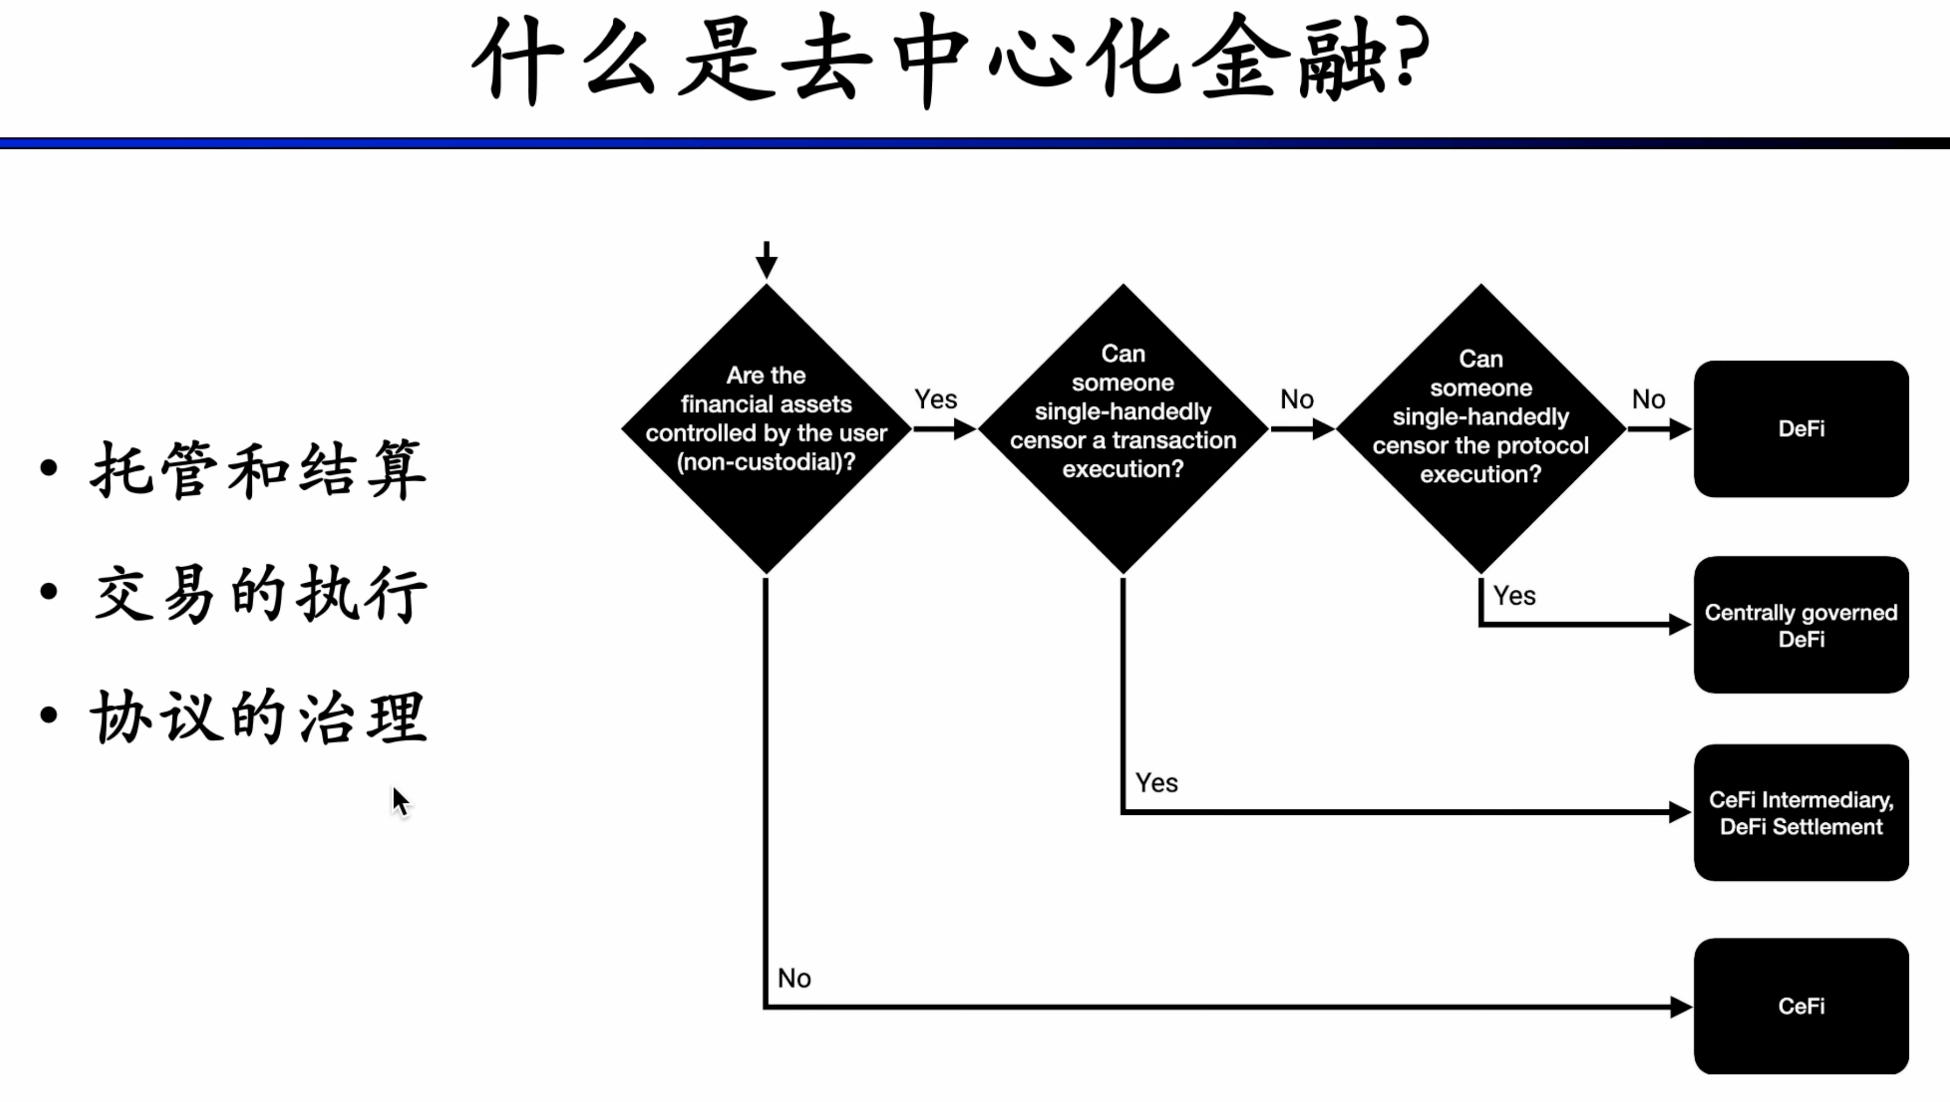 什么是去中心化金融?
• 托管和结算
• 交易的执行
• 协议的治理
Are the
financial assets
controlled by the user
(non-custodial)?
Yes
Can
someone
single-handedly
censor a transaction
execution?
No
Can
someone
single-handedly
censor the protocol
execution?
No
DeFi
Yes
Centrally governed
DeFi
Yes
CeFi Intermediary,
DeFi Settlement
No
CeFi